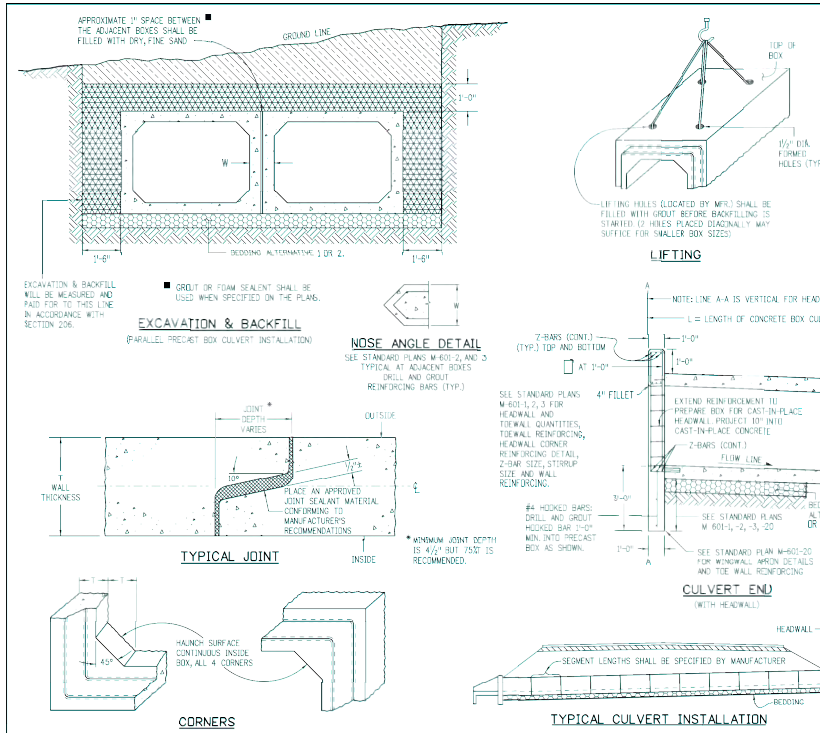 APPROXIMATE 1" SPACE BETWEEN ■
THE ADJACENT BOXES SHALL BE
FILLED WITH DRY, FINE SAND
GROUND LINE
1'-0"
W
BEDDING ALTERNATIVE 1 OR 2.
1'-6"
1'-6"
EXCAVATION & BACKFILL
WILL BE MEASURED AND
PAID FOR TO THIS LINE
IN ACCORDANCE WITH
SECTION 206.
■ GROUT OR FOAM SEALENT SHALL BE
USED WHEN SPECIFIED ON THE PLANS.
EXCAVATION & BACKFILL
(PARALLEL PRECAST BOX CULVERT INSTALLATION)
W
NOSE ANGLE DETAIL
SEE STANDARD PLANS M-601-2, AND 3
TYPICAL AT ADJACENT BOXES
DRILL AND GROUT
REINFORCING BARS (TYP.)
TOP OF
BOX
1½" DIA.
FORMED
HOLES (TYP
LIFTING HOLES (LOCATED BY MFR.) SHALL BE
FILLED WITH GROUT BEFORE BACKFILLING IS
STARTED (2 HOLES PLACED DIAGONALLY MAY
SUFFICE FOR SMALLER BOX SIZES)
LIFTING
A
NOTE: LINE A-A IS VERTICAL FOR HEAD
L = LENGTH OF CONCRETE BOX CUL
Z-BARS (CONT.)
(TYP.) TOP AND BOTTOM
1'-0"
1'-0"
AT 1'-0"
4" FILLET
SEE STANDARD PLANS
M-601-1, 2, 3 FOR
HEADWALL AND
TOEWALL QUANTITIES,
TOEWALL REINFORCING,
HEADWALL CORNER
REINFORCING DETAIL,
Z-BAR SIZE, STIRRUP
SIZE AND WALL
REINFORCING.
EXTEND REINFORCEMENT TO
PREPARE BOX FOR CAST-IN-PLACE
HEADWALL. PROJECT 10" INTO
CAST-IN-PLACE CONCRETE
Z-BARS (CONT.)
FLOW LINE
3'-0"
#4 HOOKED BARS:
DRILL AND GROUT
HOOKED BAR 1'-0"
MIN. INTO PRECAST
BOX AS SHOWN.
BED
ALT
OR
SEE STANDARD PLANS
M 601-1, -2, -3, -20
1'-0"
A
SEE STANDARD PLAN M-601-20
FOR WINGWALL APRON DETAILS
AND TOE WALL REINFORCING
CULVERT END
(WITH HEADWALL)
JOINT *
DEPTH
VARIES
OUTSIDE
T
WALL
THICKNESS
10°
½"±
PLACE AN APPROVED
JOINT SEALANT MATERIAL
CONFORMING TO
MANUFACTURER'S
RECOMMENDATIONS
INSIDE
TYPICAL JOINT
* MINIMUM JOINT DEPTH
IS 4½" BUT 75%T IS
RECOMMENDED.
T
T
45°
HAUNCH SURFACE
CONTINUOUS INSIDE
BOX, ALL 4 CORNERS
CORNERS
HEADWALL
SEGMENT LENGTHS SHALL BE SPECIFIED BY MANUFACTURER
BEDDING
TYPICAL CULVERT INSTALLATION